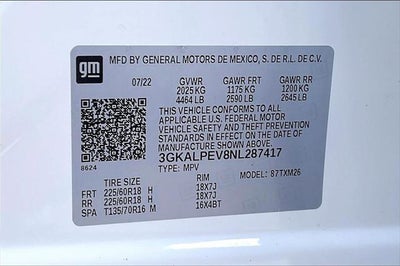 gm
MFD BY GENERAL MOTORS DE MEXICO, S. DE R.L. DE C.V.
07/22 GVWR GAWR FRT GAWR RR
2025 KG 1175 KG 1200 KG
4464 LB 2590 LB 2645 LB
THIS VEHICLE CONFORMS TO ALL
APPLICABLE U.S. FEDERAL MOTOR
VEHICLE SAFETY AND THEFT PREVENTION
STANDARDS IN EFFECT ON THE DATE OF
MANUFACTURE SHOWN ABOVE.
3GKALPEV8NL287417
8624
TYPE: MPV MODEL: 87TXM26
TIRE SIZE RIM
FRT 225/60R18 H 18X7J
RR 225/60R18 H 18X7J
SPA T135/70R16 M 16X4BT